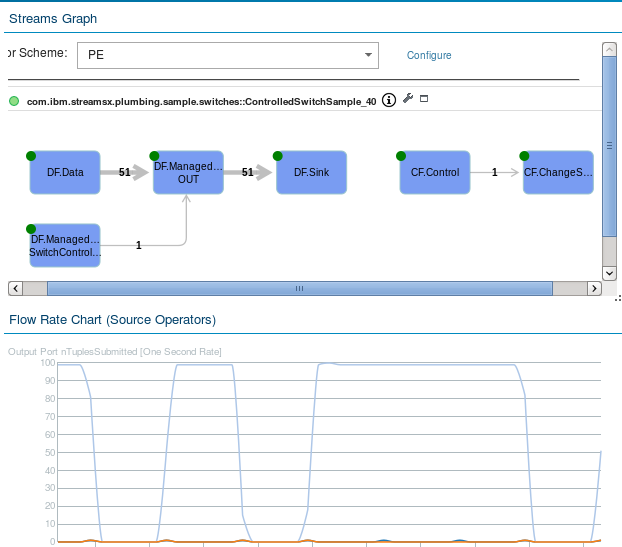 Streams Graph
or Scheme: PE Configure
com.ibm.streamsx.plumbing.sample.switches::ControlledSwitchSample_40
DF.Data 51 DF.Managed... OUT 51 DF.Sink CF.Control 1 CF.ChangeS...
DF.Managed... SwitchControl... 1
Flow Rate Chart (Source Operators)
Output Port nTuplesSubmitted [One Second Rate]
100
90
80
70
60
50
40
30
20
10
0